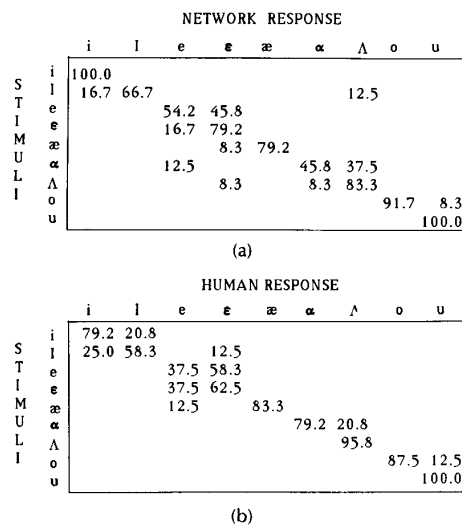 NETWORK RESPONSE
i I e ε æ α Λ o u
STIMULI
i 100.0
I 16.7 66.7 12.5
e 54.2 45.8
ε 16.7 79.2
æ 8.3 79.2
α 12.5 45.8 37.5
Λ 8.3 8.3 83.3
o 91.7 8.3
u 100.0
(a)
HUMAN RESPONSE
i I e ε æ α Λ o u
STIMULI
i 79.2 20.8
I 25.0 58.3 12.5
e 37.5 58.3
ε 37.5 62.5
æ 12.5 83.3
α 79.2 20.8
Λ 95.8
o 87.5 12.5
u 100.0
(b)